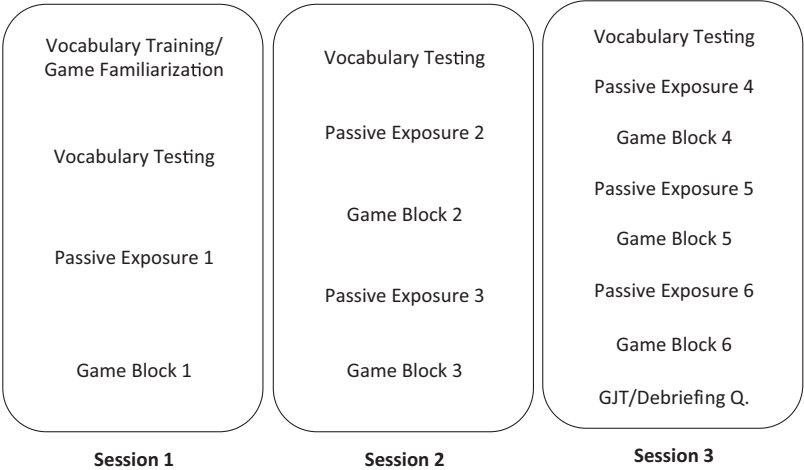 Vocabulary Training/
Game Familiarization
Vocabulary Testing
Passive Exposure 1
Game Block 1
Session 1
Vocabulary Testing
Passive Exposure 2
Game Block 2
Passive Exposure 3
Game Block 3
Session 2
Vocabulary Testing
Passive Exposure 4
Game Block 4
Passive Exposure 5
Game Block 5
Passive Exposure 6
Game Block 6
GJT/Debriefing Q.
Session 3